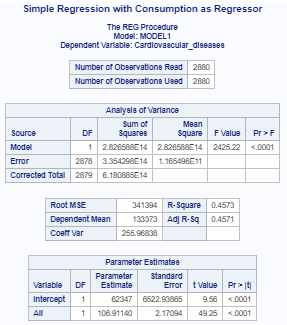 Simple Regression with Consumption as Regressor
The REG Procedure
Model: MODEL1
Dependent Variable: Cardiovascular_diseases
Number of Observations Read 2880
Number of Observations Used 2880
Analysis of Variance
Source DF Sum of Squares Mean Square F Value Pr > F
Model 1 2.826588E14 2.826588E14 2425.22 <.0001
Error 2878 3.354298E14 1.165496E11
Corrected Total 2879 6.180885E14
Root MSE 341394 R-Square 0.4573
Dependent Mean 133373 Adj R-Sq 0.4571
Coeff Var 255.96838
Parameter Estimates
Variable DF Parameter Estimate Standard Error t Value Pr > |t|
Intercept 1 62347 6522.93865 9.56 <.0001
All 1 106.91140 2.17094 49.25 <.0001